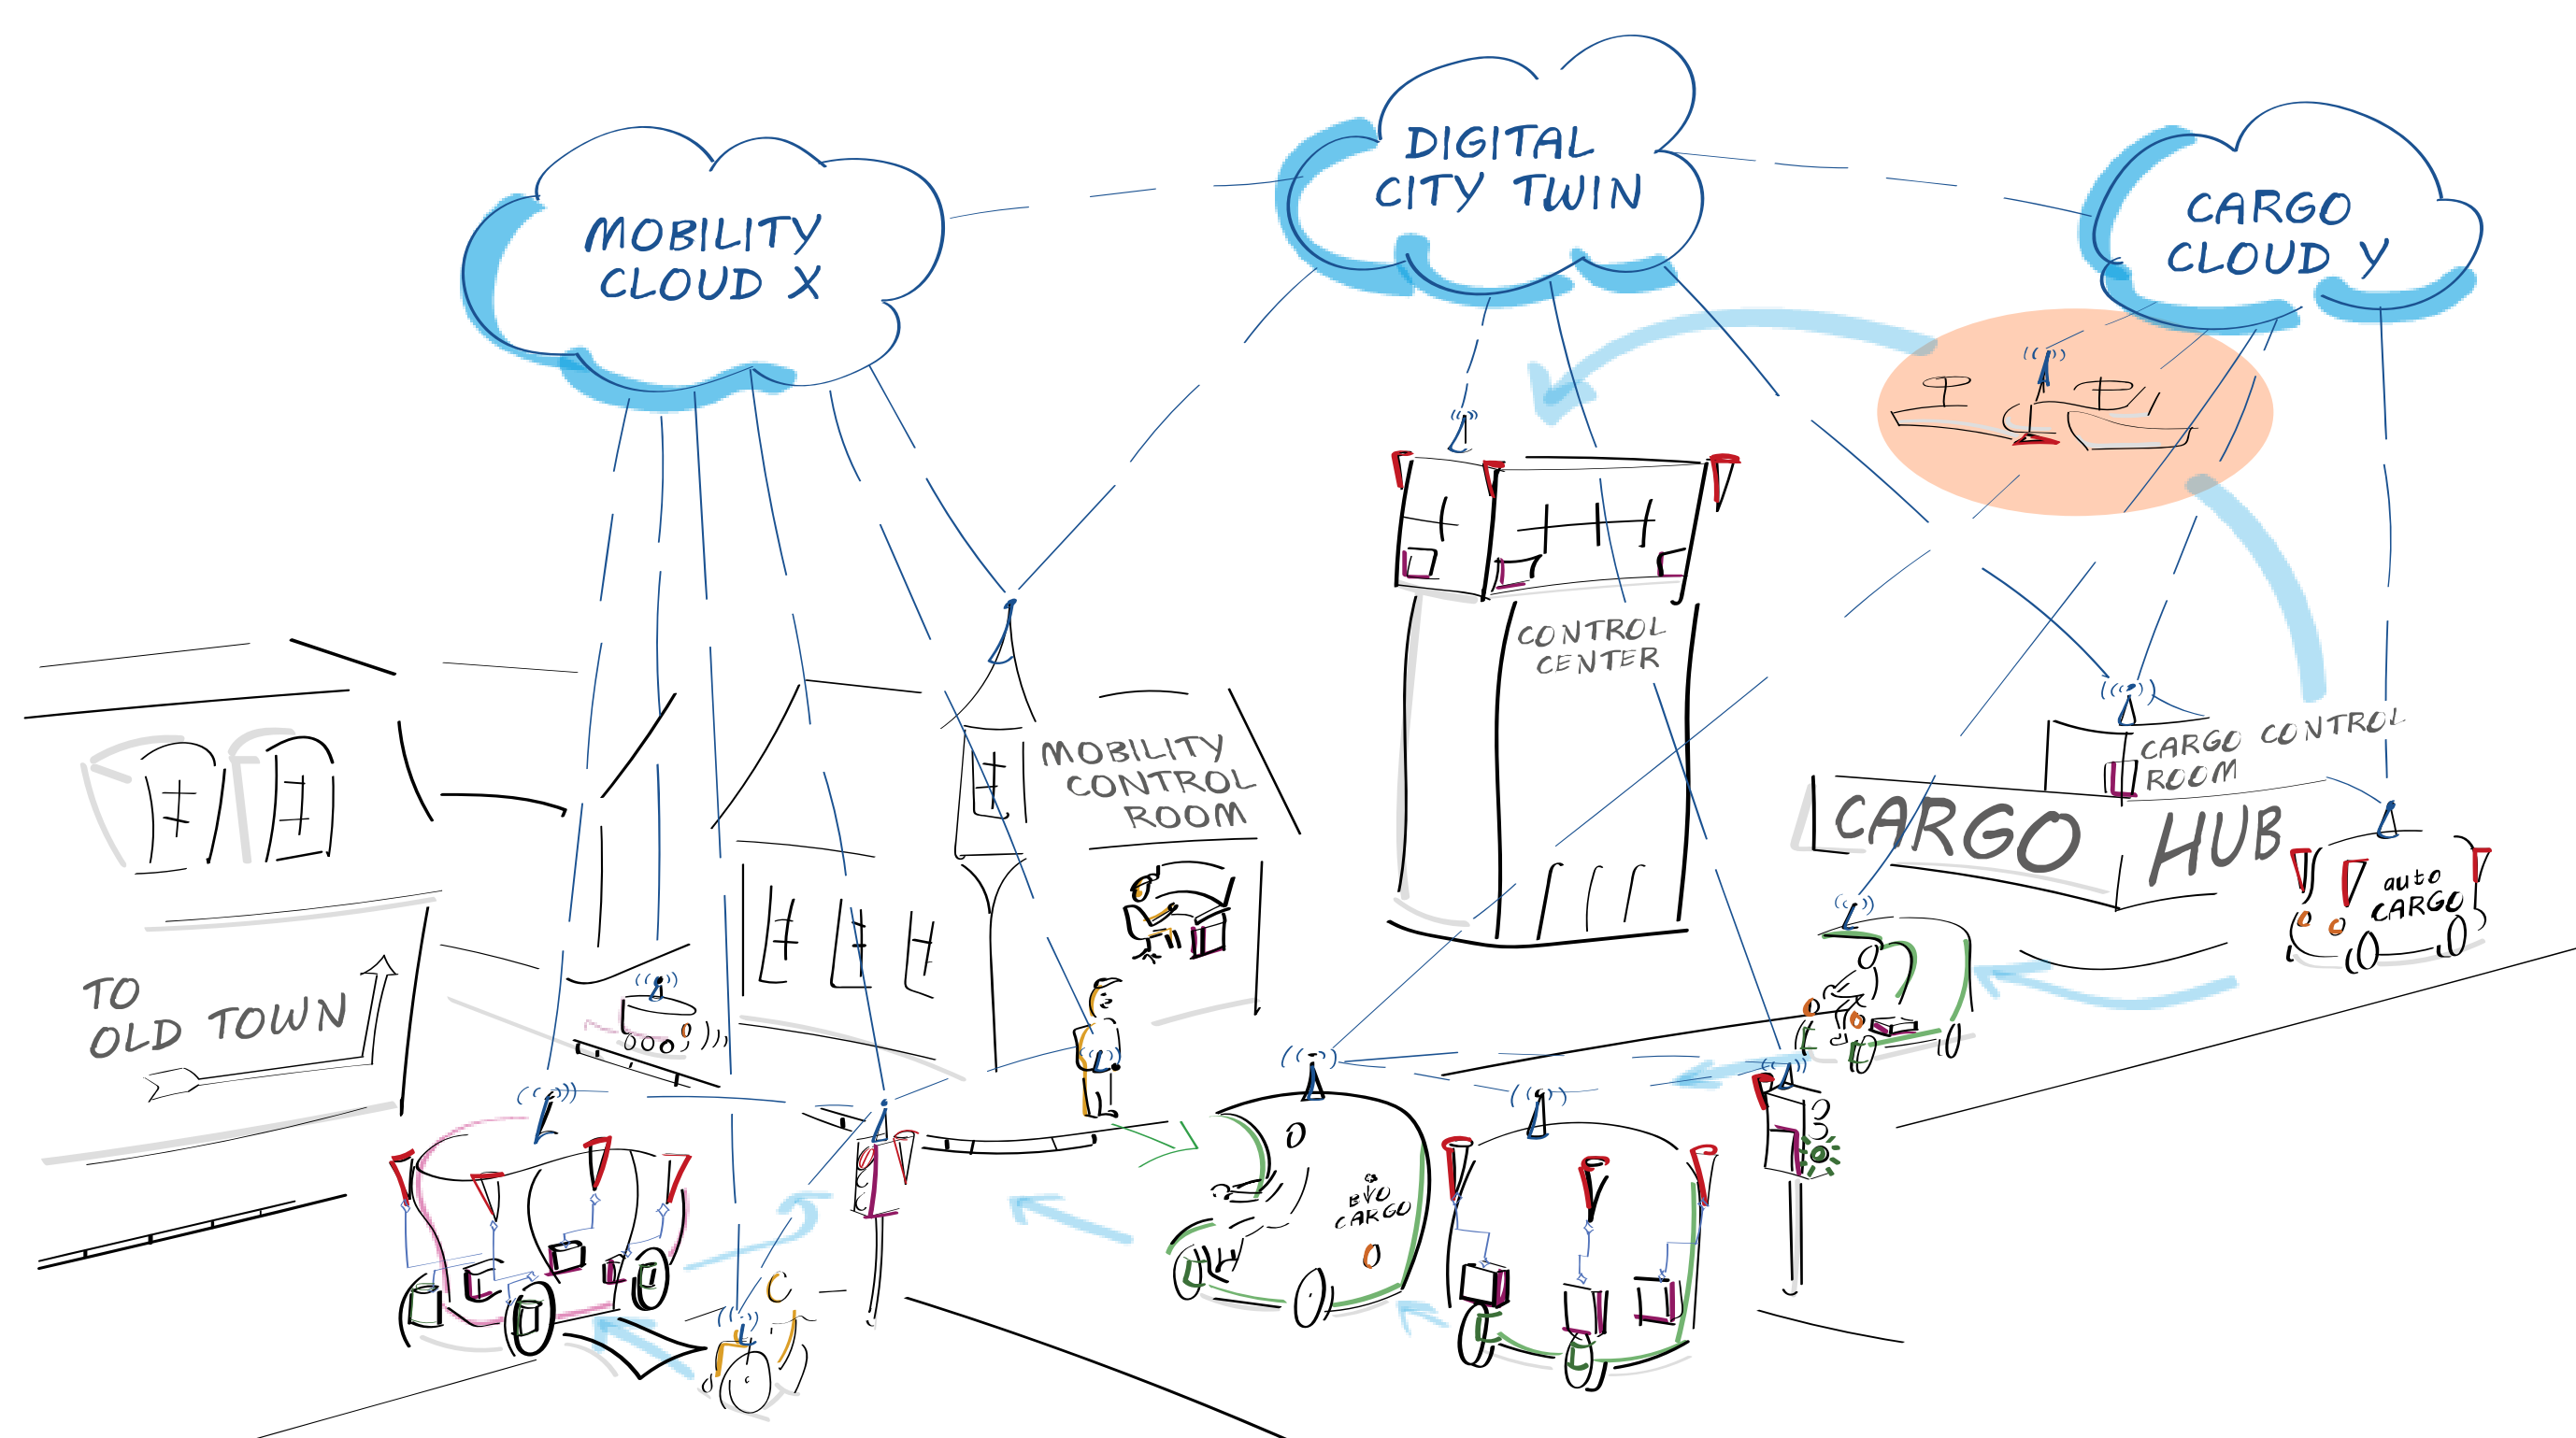 MOBILITY
CLOUD X
DIGITAL
CITY TWIN
CARGO
CLOUD Y
CONTROL
CENTER
MOBILITY
CONTROL
ROOM
CARGO CONTROL
ROOM
CARGO HUB
auto
CARGO
TO
OLD TOWN
CARGO